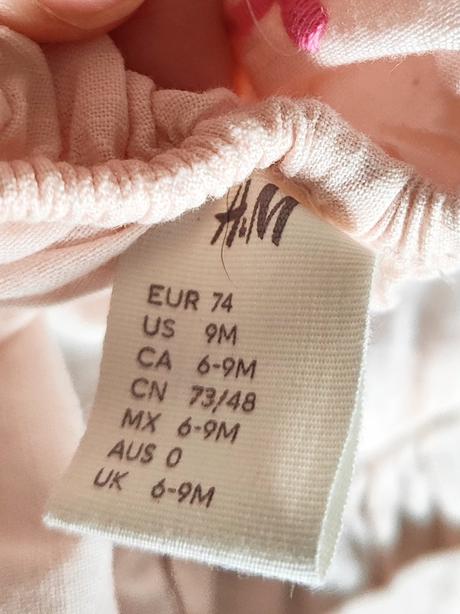 H&M
EUR 74
US 9M
CA 6-9M
CN 73/48
MX 6-9M
AUS 0
UK 6-9M